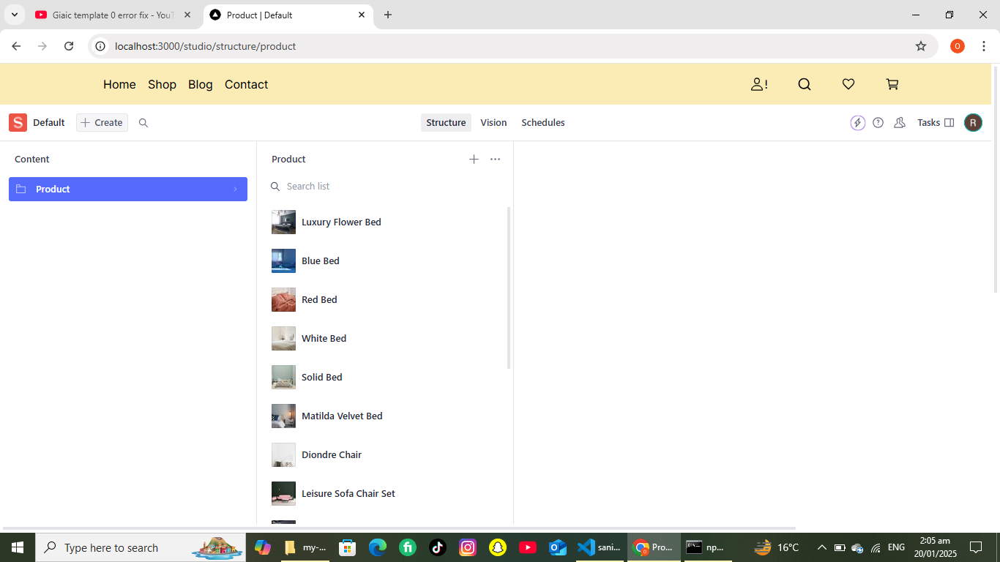 Giaic template 0 error fix - YouT
Product | Default
localhost:3000/studio/structure/product
O
Home Shop Blog Contact
!
S Default Create Structure Vision Schedules Tasks R
Content
Product
Product
Search list
Luxury Flower Bed
Blue Bed
Red Bed
White Bed
Solid Bed
Matilda Velvet Bed
Diondre Chair
Leisure Sofa Chair Set
Type here to search
my-...
sani...
Pro...
np...
16°C
ENG
2:05 am
20/01/2025